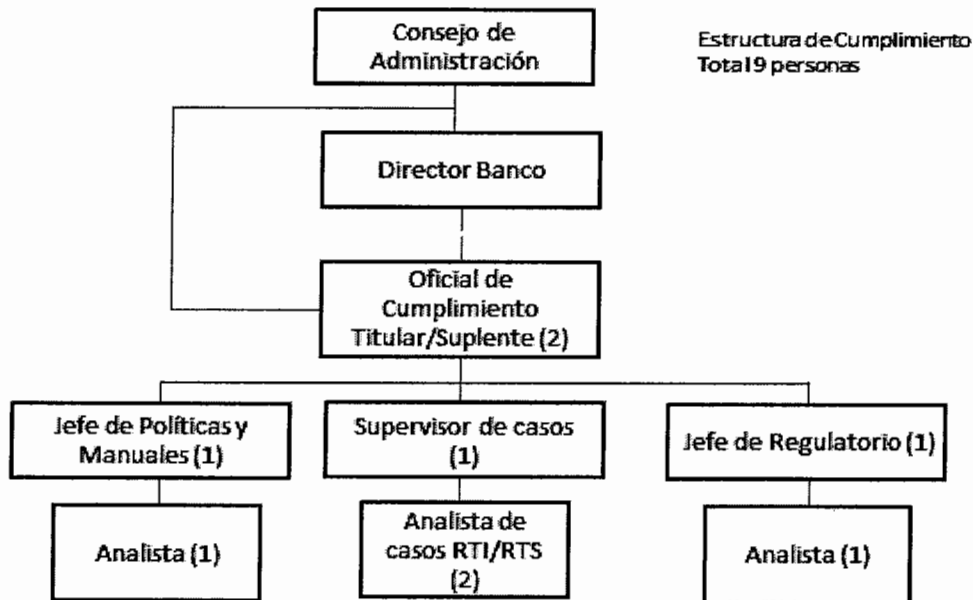 Consejo de
Administración
Estructura de Cumplimiento
Total 9 personas
Director Banco
Oficial de
Cumplimiento
Titular/Suplente (2)
Jefe de Políticas y
Manuales (1)
Supervisor de casos
(1)
Jefe de Regulatorio (1)
Analista (1)
Analista de
casos RTI/RTS
(2)
Analista (1)